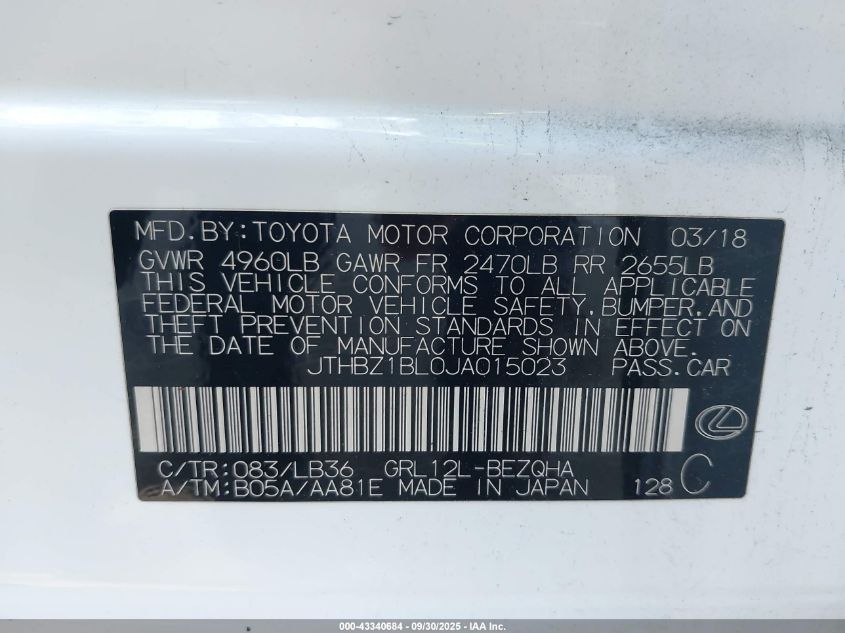 MFD.BY:TOYOTA MOTOR CORPORATION 03/18
GVWR 4960LB GAWR FR 2470LB RR 2655LB
THIS VEHICLE CONFORMS TO ALL APPLICABLE
FEDERAL MOTOR VEHICLE SAFETY,BUMPER,AND
THEFT PREVENTION STANDARDS IN EFFECT ON
THE DATE OF MANUFACTURE SHOWN ABOVE.
JTHBZ1BL0JA015023 PASS.CAR
C/TR:083/LB36 GRL12L-BEZQHA
A/TM:B05A/AA81E MADE IN JAPAN 128 C
000-43340684 - 09/30/2025 - IAA Inc.